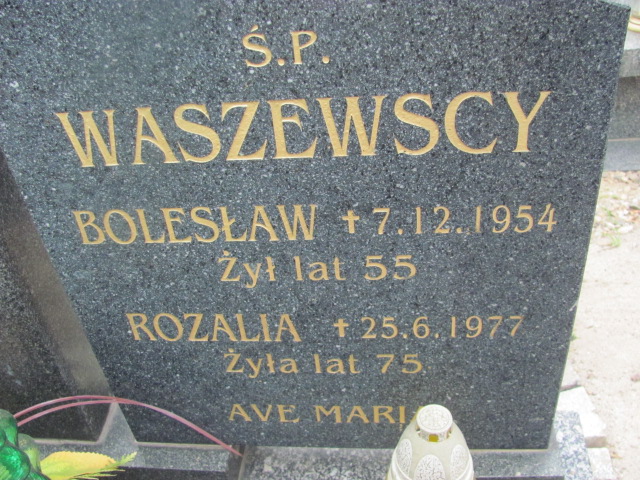 Ś.P.
WASZEWSCY
BOLESŁAW ✝ 7.12.1954
Żył lat 55
ROZALIA ✝ 25.6.1977
Żyła lat 75
AVE MARIA